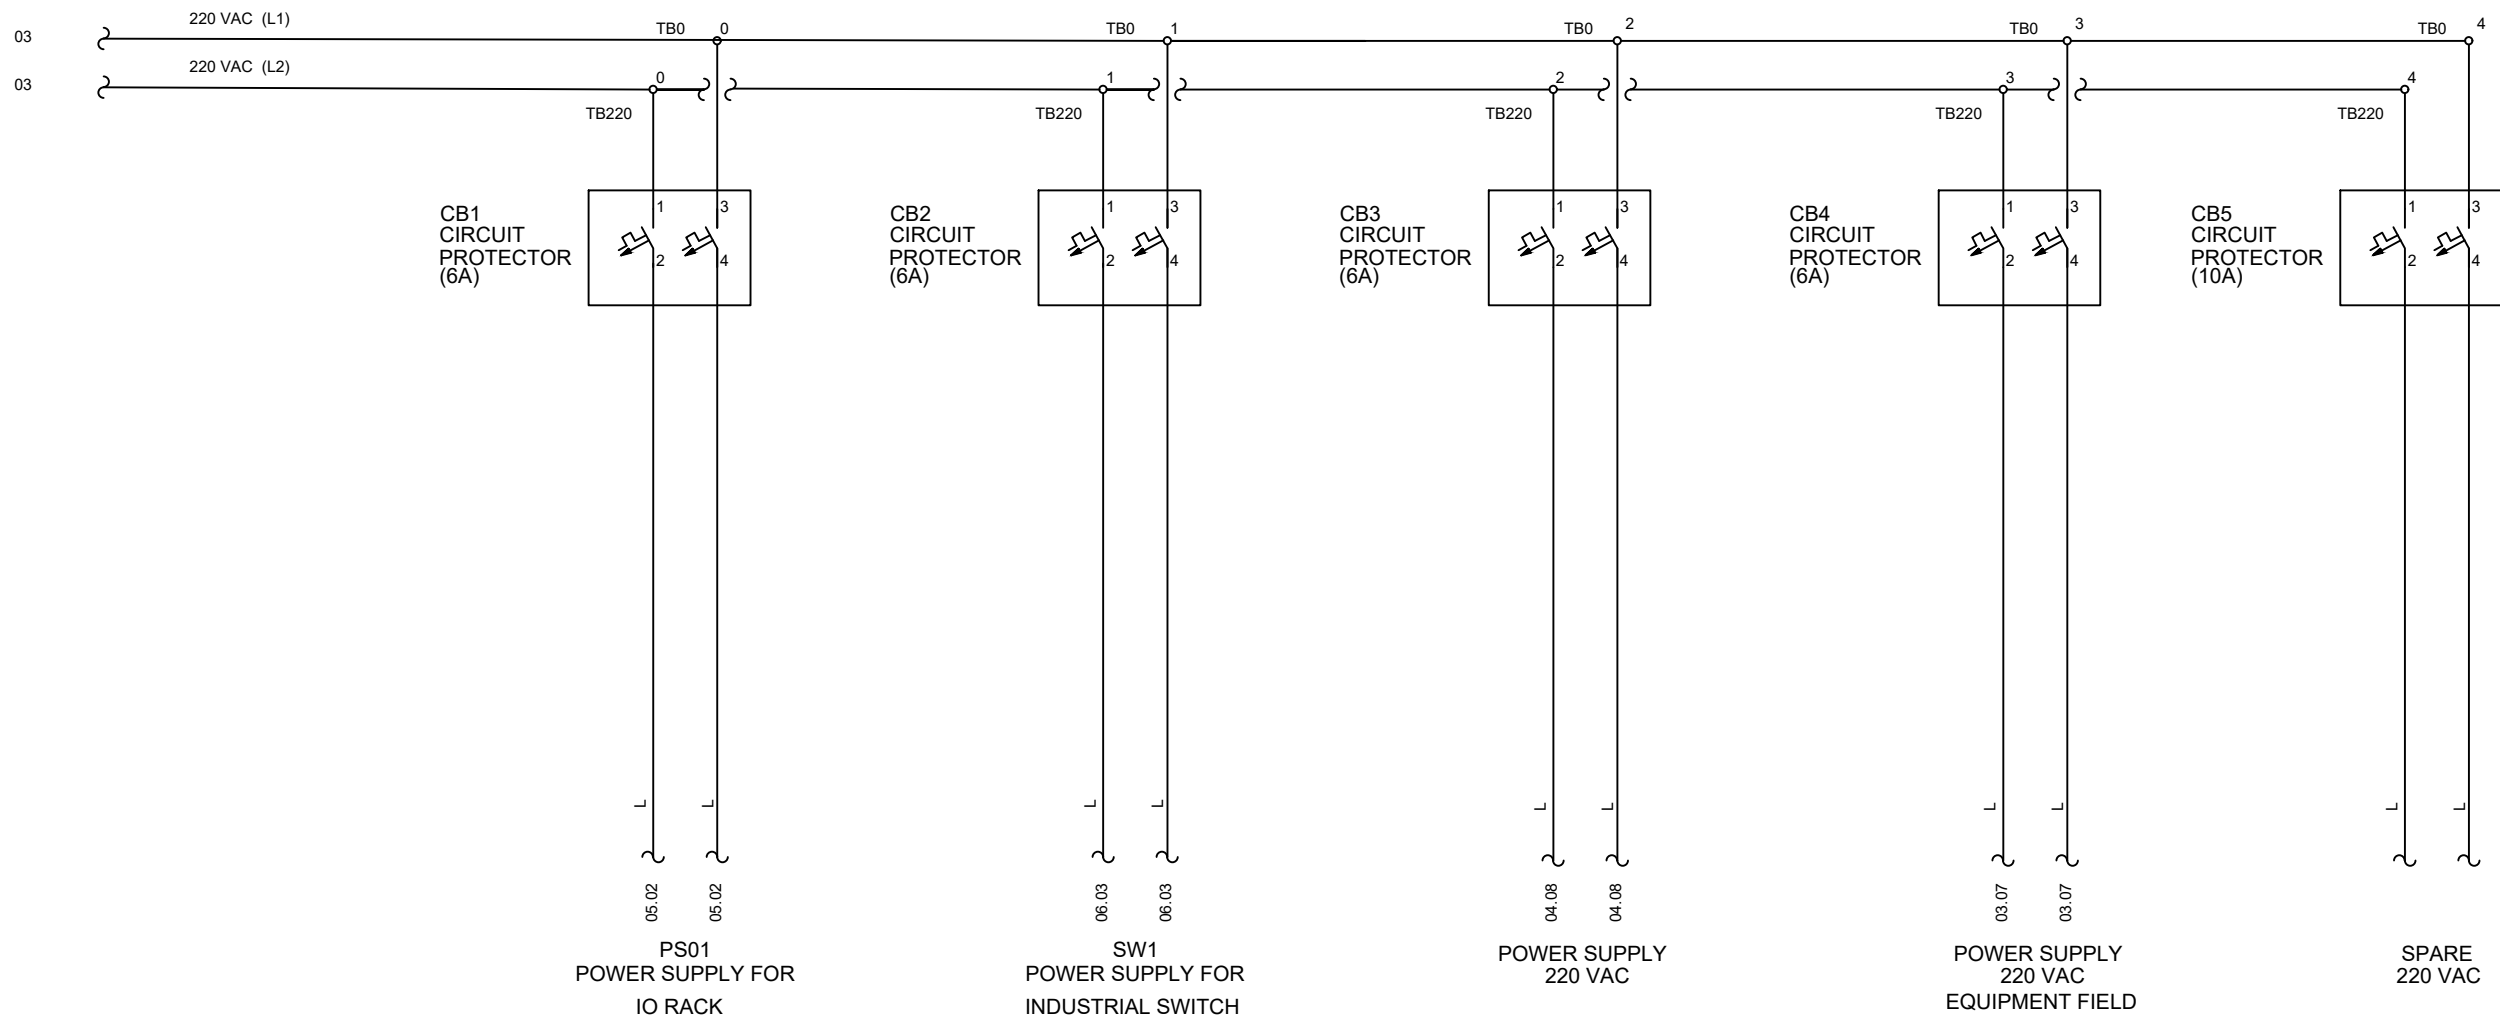 220 VAC (L1)
03
TB0 0
TB0 1
TB0 2
TB0 3
TB0 4
220 VAC (L2)
03
0
1
2
3
4
TB220
TB220
TB220
TB220
TB220
CB1
CIRCUIT
PROTECTOR
(6A)
1 3
2 4
CB2
CIRCUIT
PROTECTOR
(6A)
1 3
2 4
CB3
CIRCUIT
PROTECTOR
(6A)
1 3
2 4
CB4
CIRCUIT
PROTECTOR
(6A)
1 3
2 4
CB5
CIRCUIT
PROTECTOR
(10A)
1 3
2 4
L L
L L
L L
L L
L L
05.02
05.02
06.03
06.03
04.08
04.08
03.07
03.07
PS01
POWER SUPPLY FOR
IO RACK
SW1
POWER SUPPLY FOR
INDUSTRIAL SWITCH
POWER SUPPLY
220 VAC
POWER SUPPLY
220 VAC
EQUIPMENT FIELD
SPARE
220 VAC